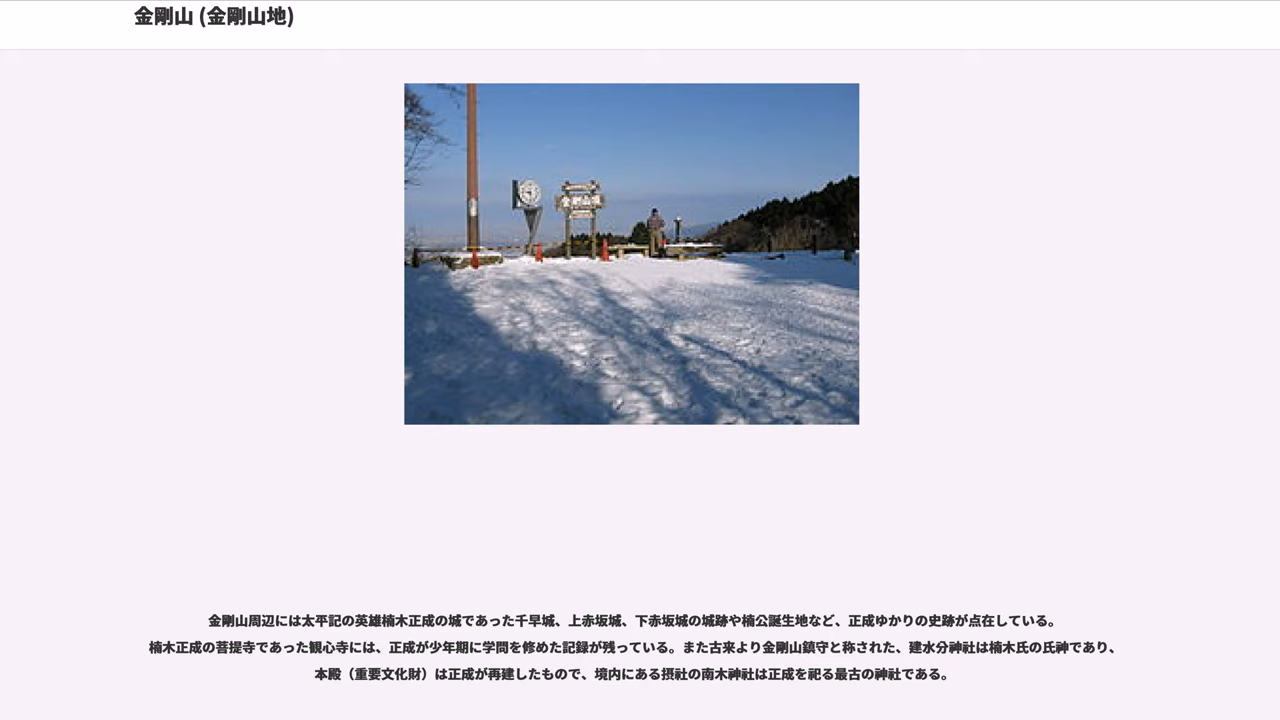 金剛山 (金剛山地)
金剛山頂
金剛山周辺には太平記の英雄楠木正成の城であった千早城、上赤坂城、下赤坂城の城跡や楠公誕生地など、正成ゆかりの史跡が点在している。
楠木正成の菩提寺であった観心寺には、正成が少年期に学問を修めた記録が残っている。また古来より金剛山鎮守と称された、建水分神社は楠木氏の氏神であり、
本殿（重要文化財）は正成が再建したもので、境内にある摂社の南木神社は正成を祀る最古の神社である。